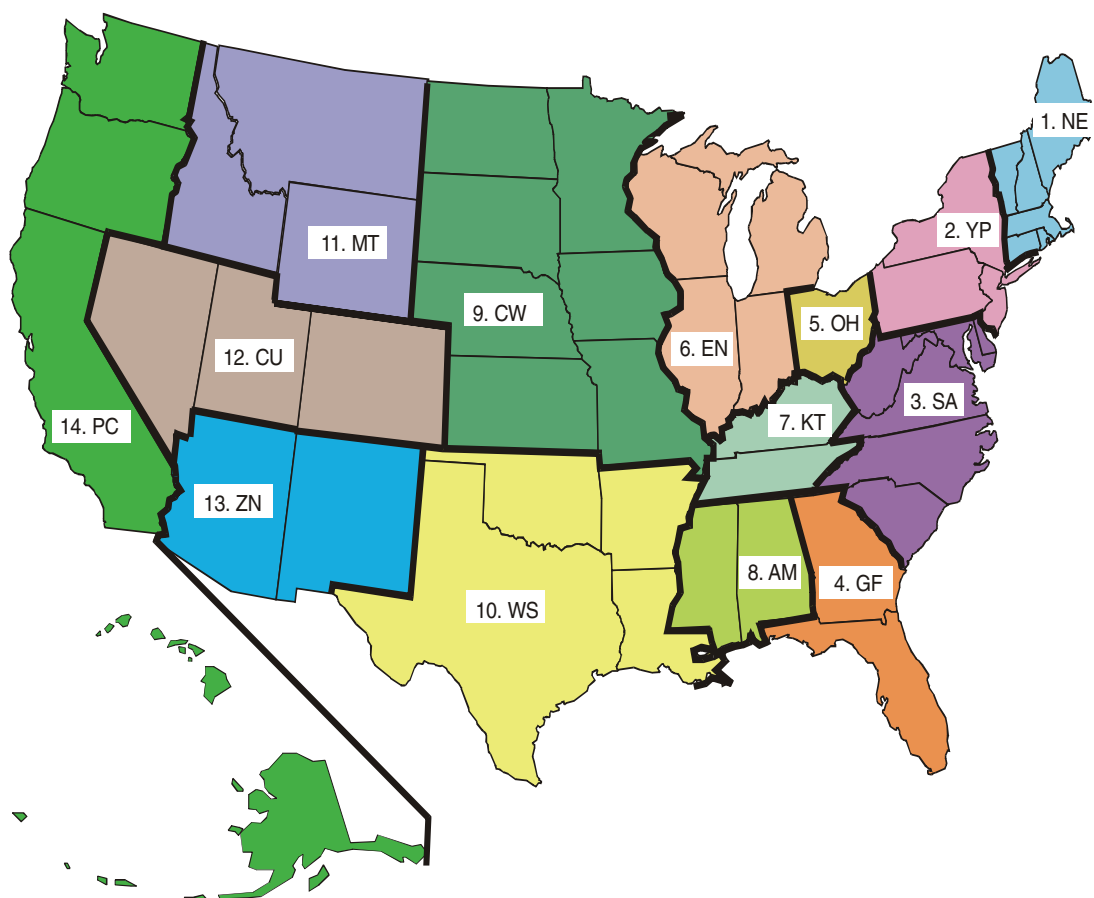 1. NE
2. YP
11. MT
9. CW
5. OH
6. EN
12. CU
3. SA
7. KT
14. PC
13. ZN
8. AM
4. GF
10. WS